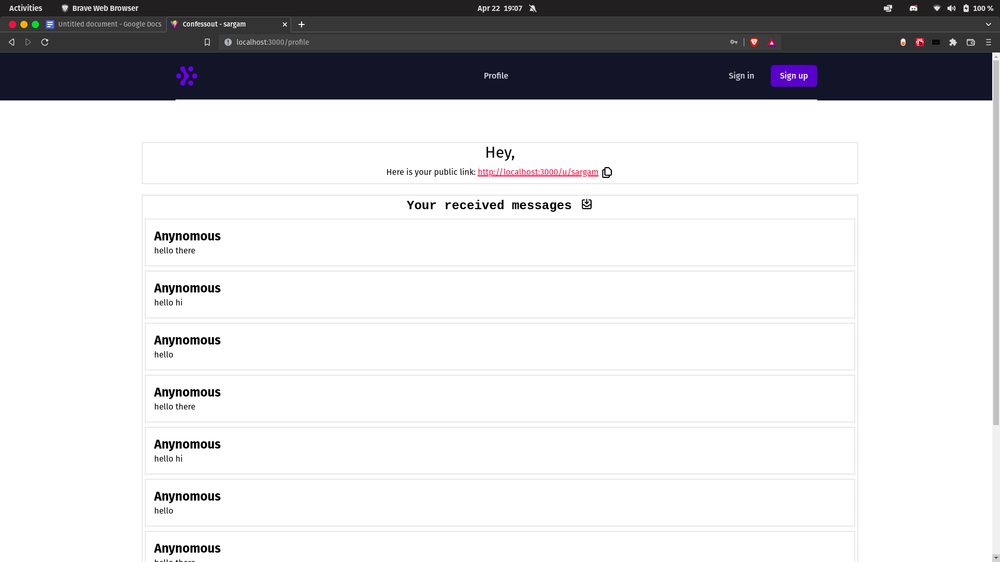 Activities Brave Web Browser Apr 22 19:07 100 %
Untitled document - Google Docs Confessout - sargam
localhost:3000/profile
Profile Sign in Sign up
Hey,
Here is your public link: http://localhost:3000/u/sargam
Your received messages
Anynomous
hello there
Anynomous
hello hi
Anynomous
hello
Anynomous
hello there
Anynomous
hello hi
Anynomous
hello
Anynomous
hello there